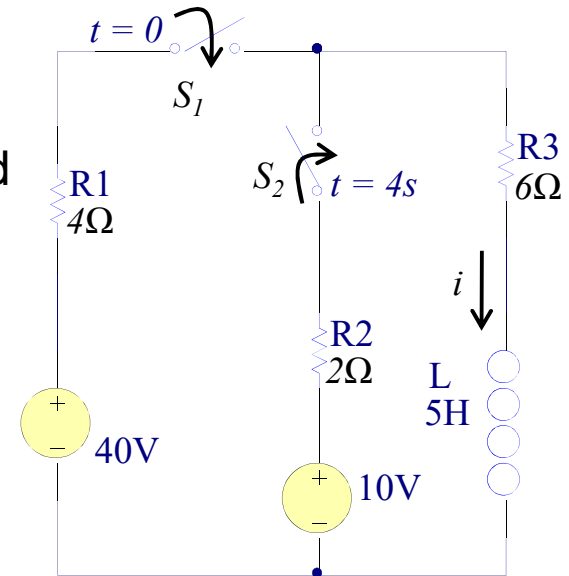 t = 0
S1
d
R1
4Ω
S2
t = 4s
R3
6Ω
i
R2
2Ω
L
5H
+
−
40V
+
−
10V